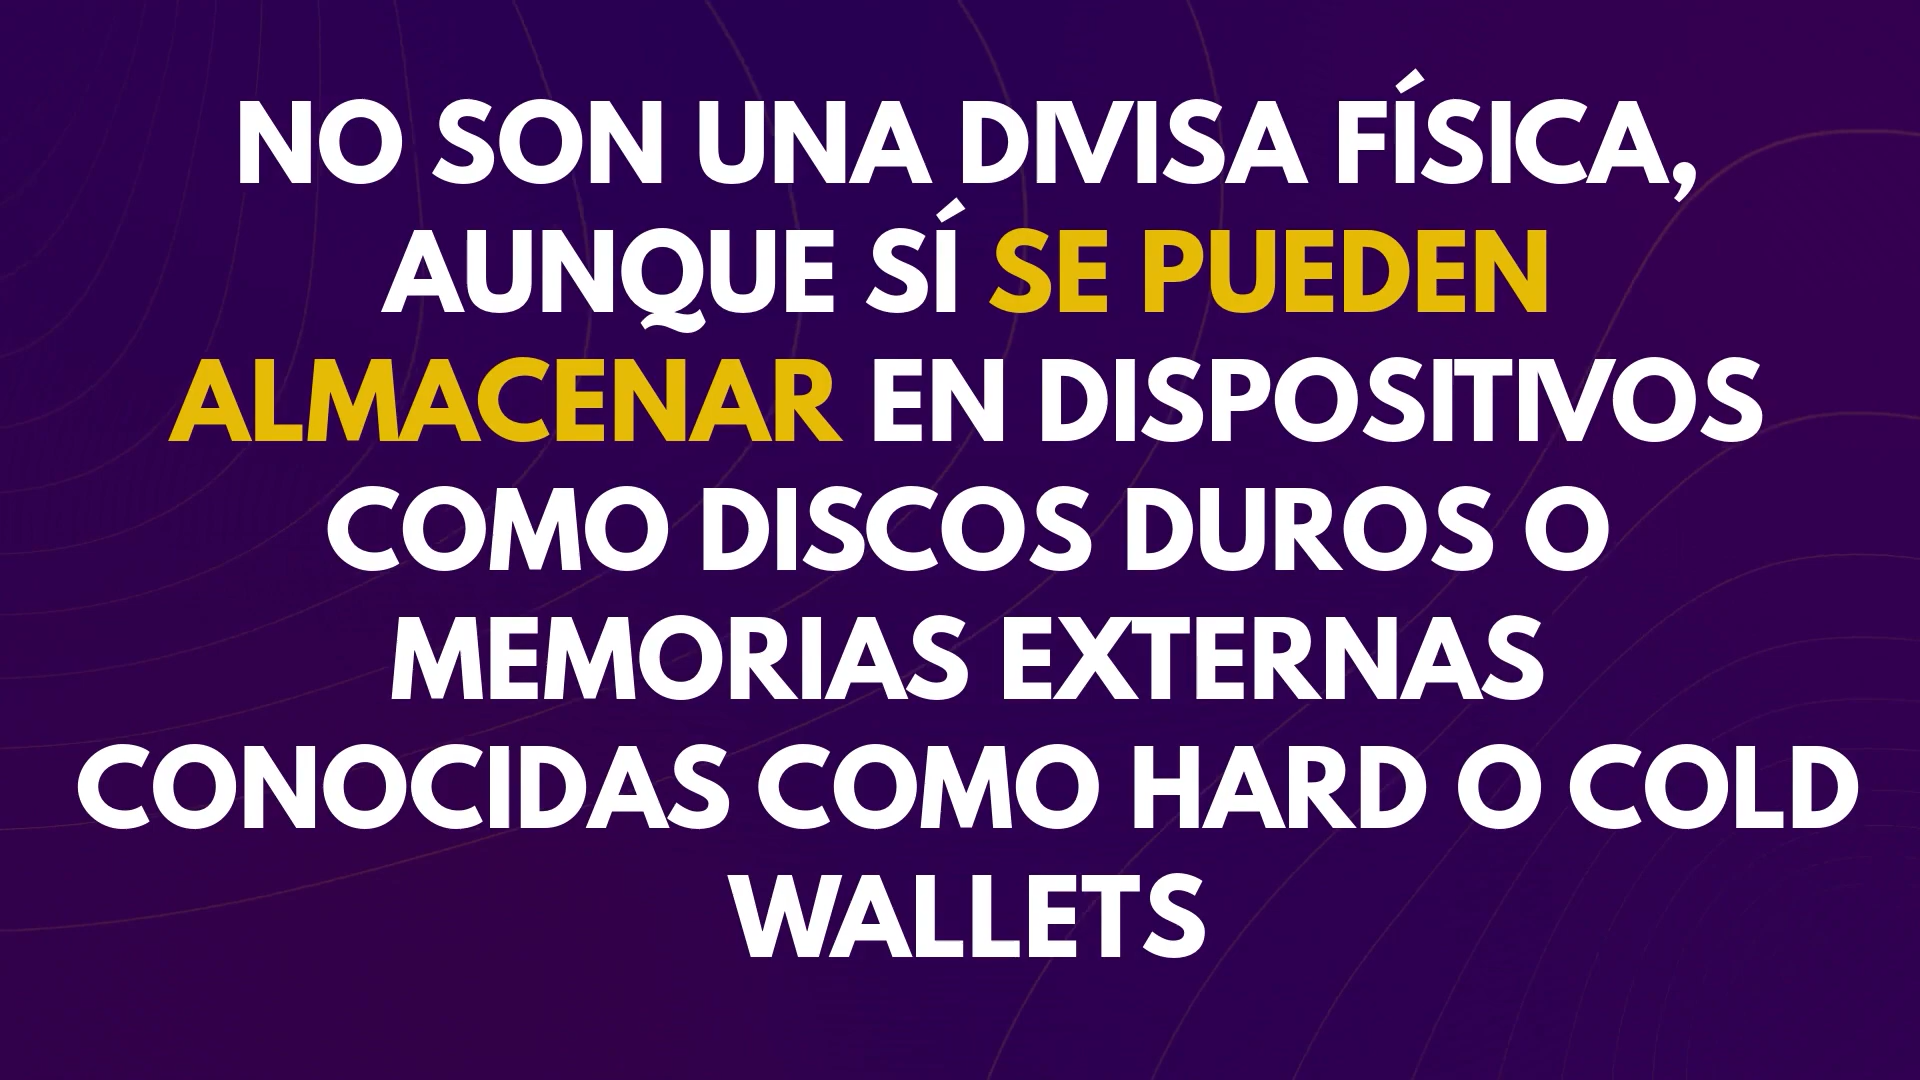 NO SON UNA DIVISA FÍSICA,
AUNQUE SÍ SE PUEDEN
ALMACENAR EN DISPOSITIVOS
COMO DISCOS DUROS O
MEMORIAS EXTERNAS
CONOCIDAS COMO HARD O COLD
WALLETS